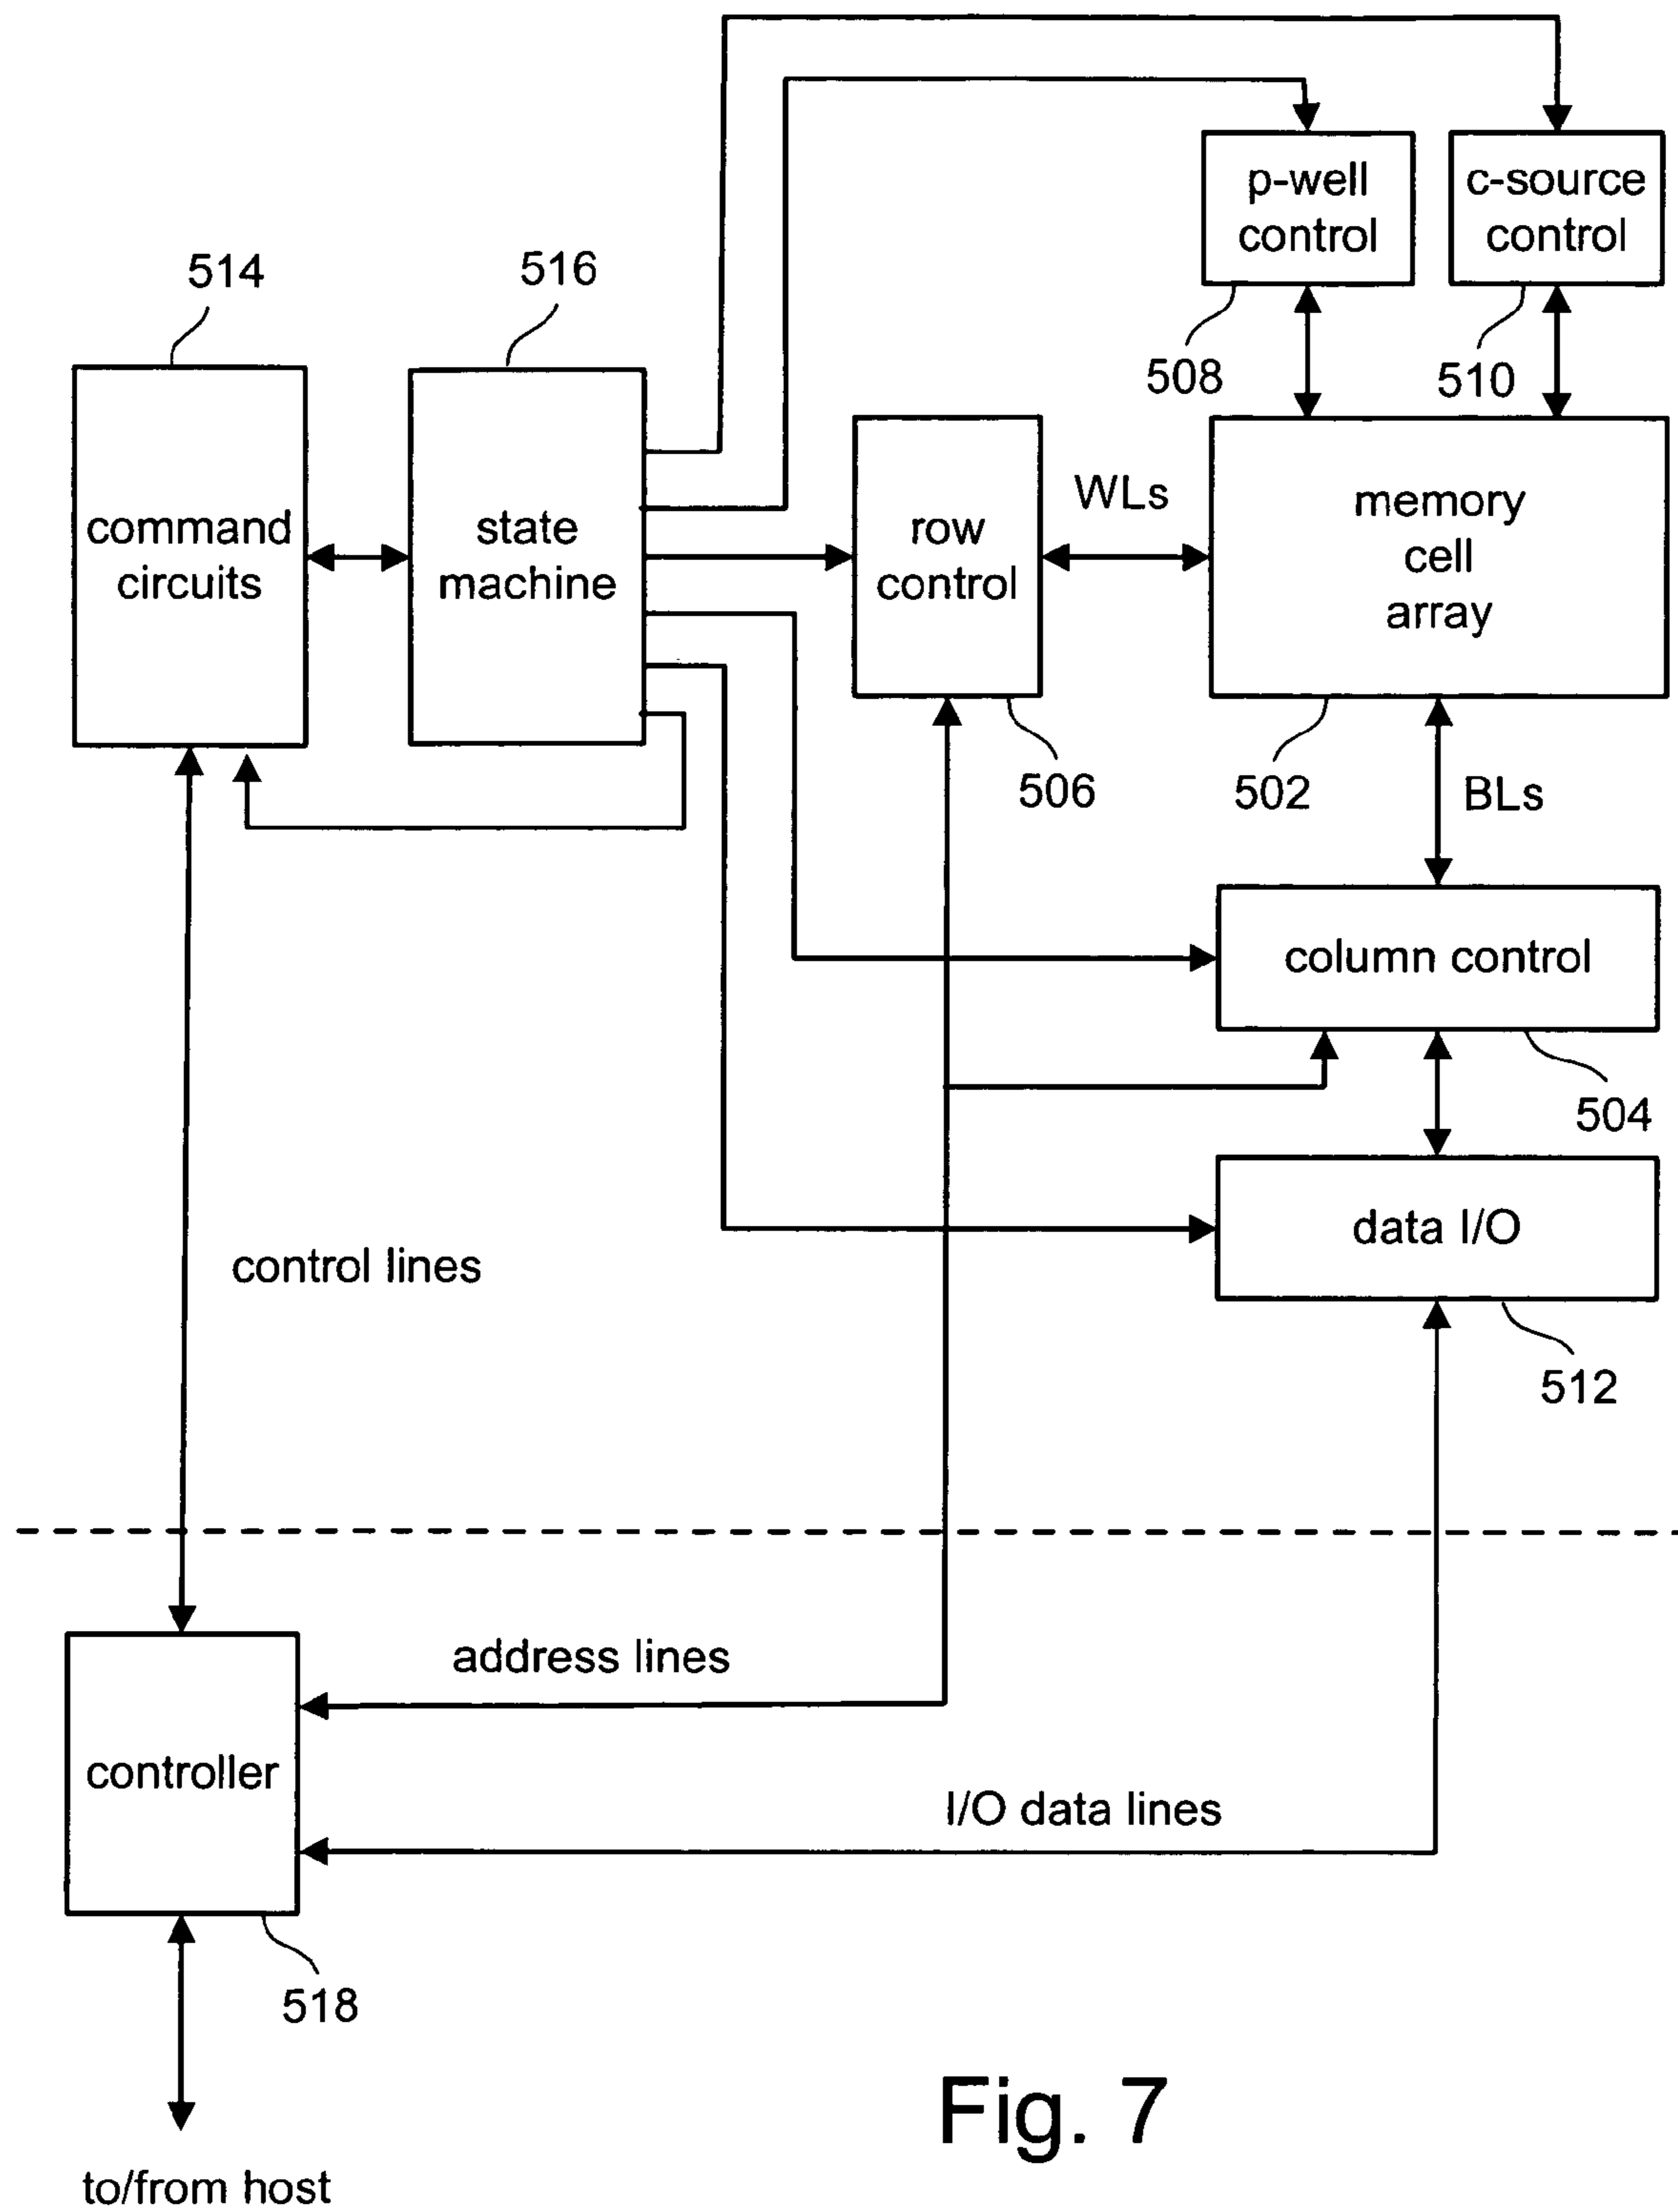 p-well
control
c-source
control
514
516
508
510
command
circuits
state
machine
row
control
WLs
memory
cell
array
506
502
BLs
column control
504
data I/O
control lines
512
address lines
controller
I/O data lines
518
Fig. 7
to/from host